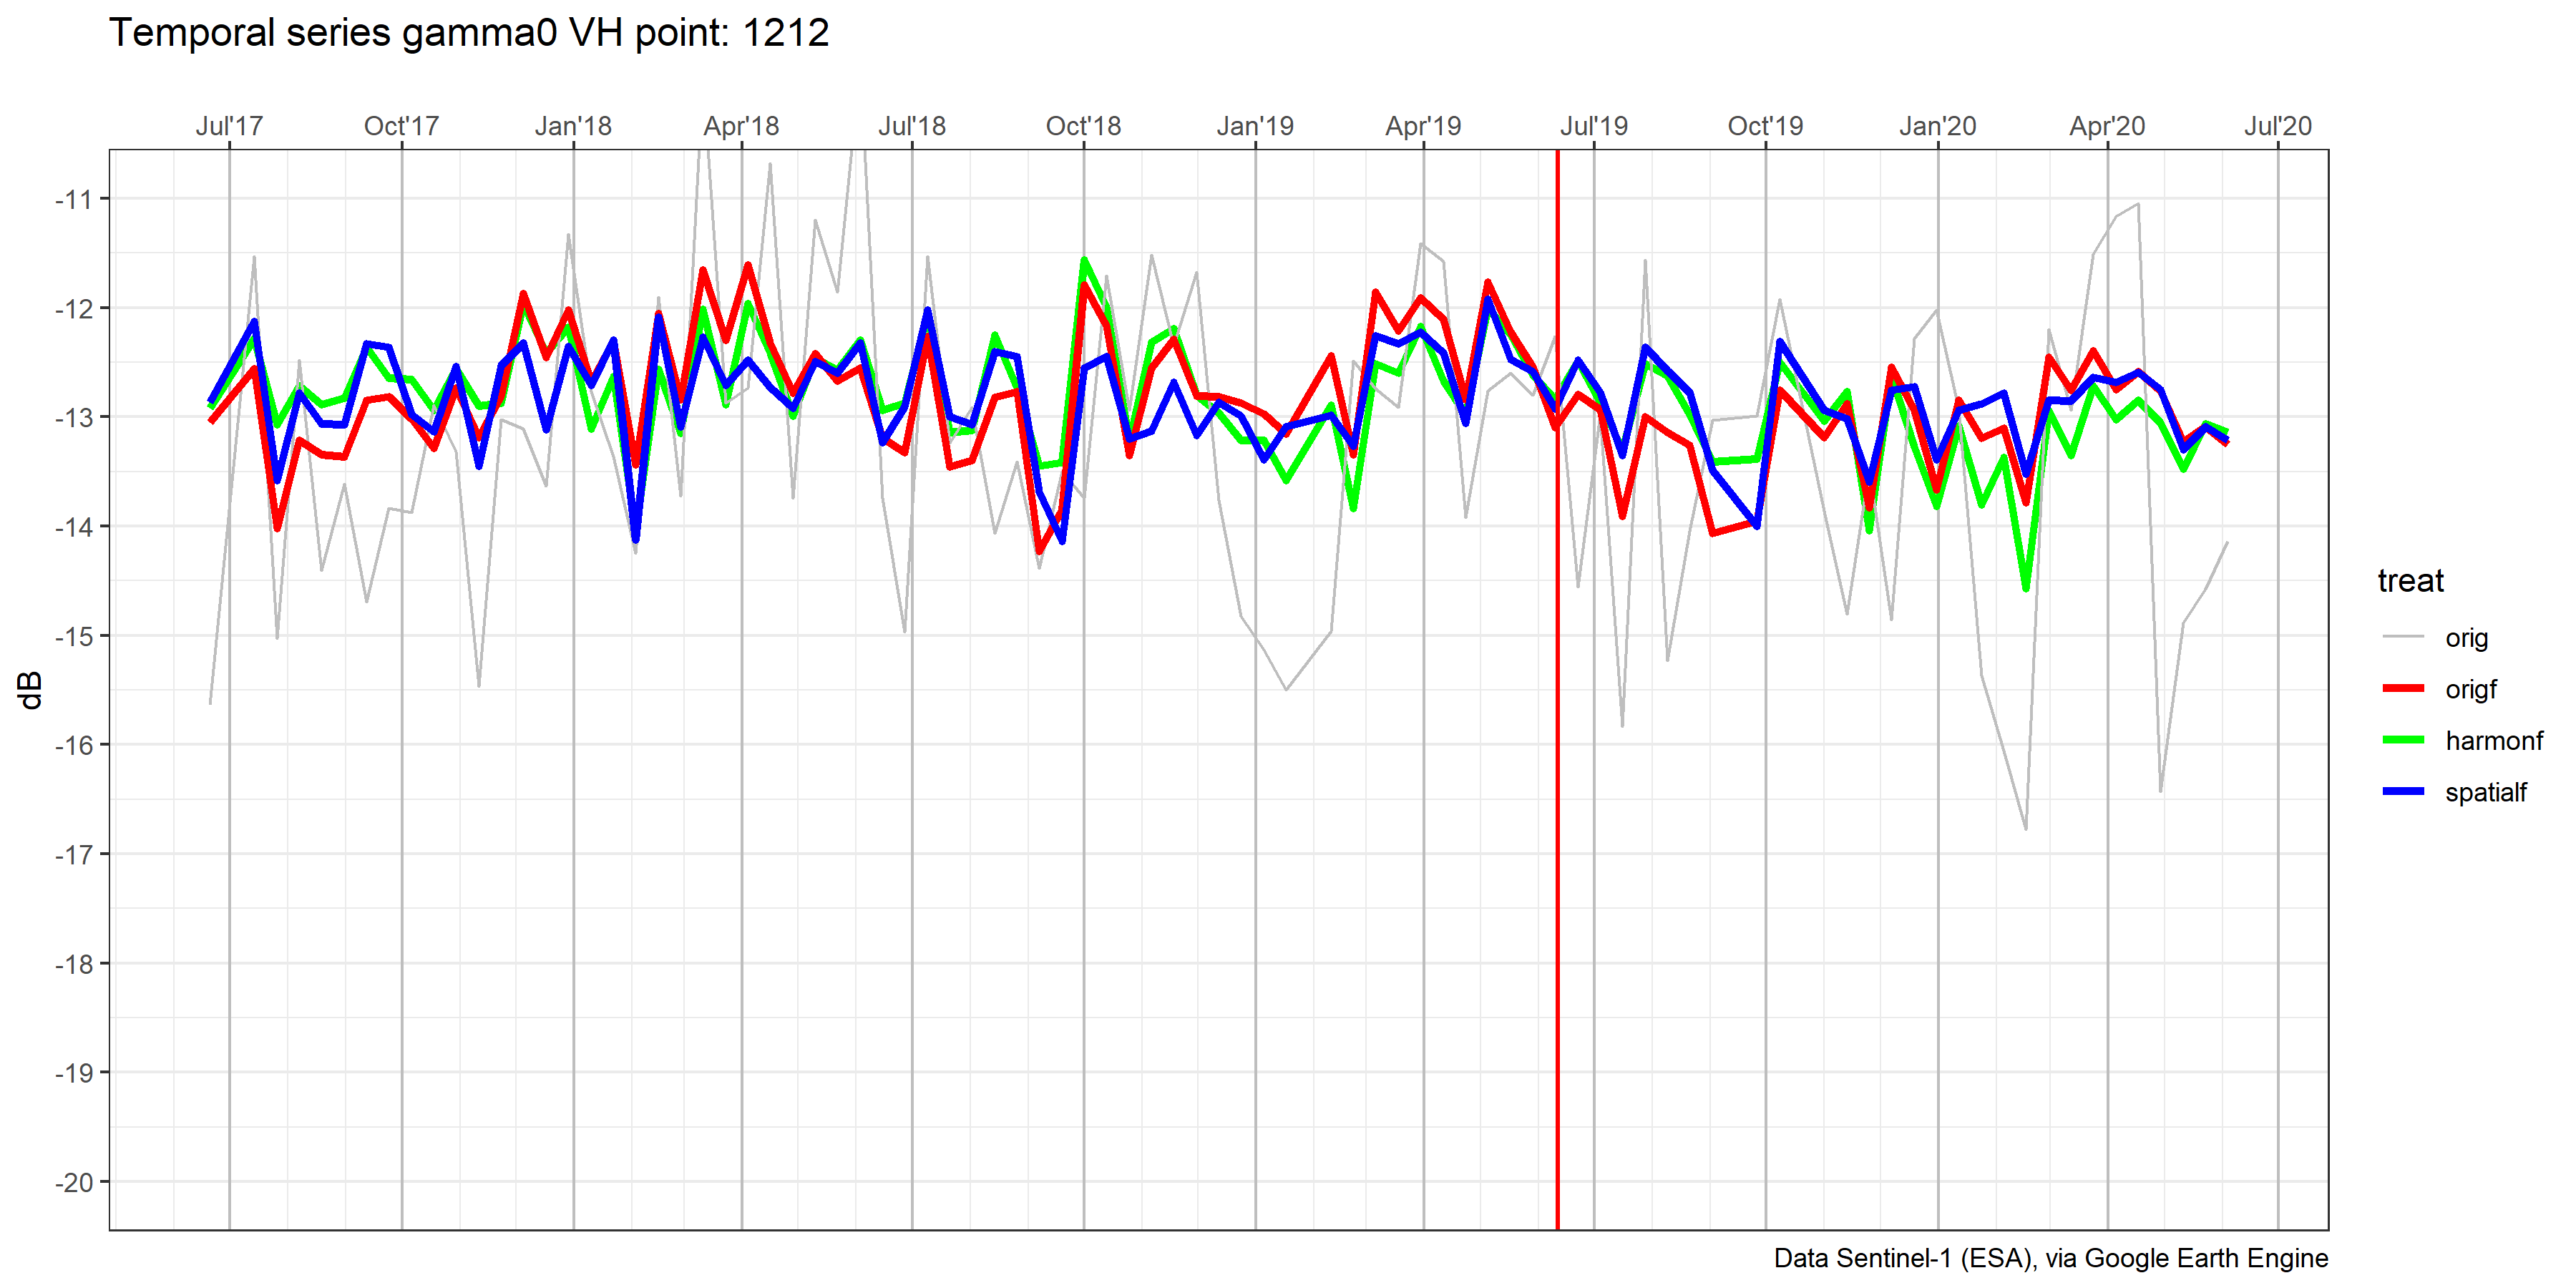 Temporal series gamma0 VH point: 1212
Jul'17 Oct'17 Jan'18 Apr'18 Jul'18 Oct'18 Jan'19 Apr'19 Jul'19 Oct'19 Jan'20 Apr'20 Jul'20
-11
-12
-13
-14
-15
-16
-17
-18
-19
-20
dB
treat
orig
origf
harmonf
spatialf
Data Sentinel-1 (ESA), via Google Earth Engine